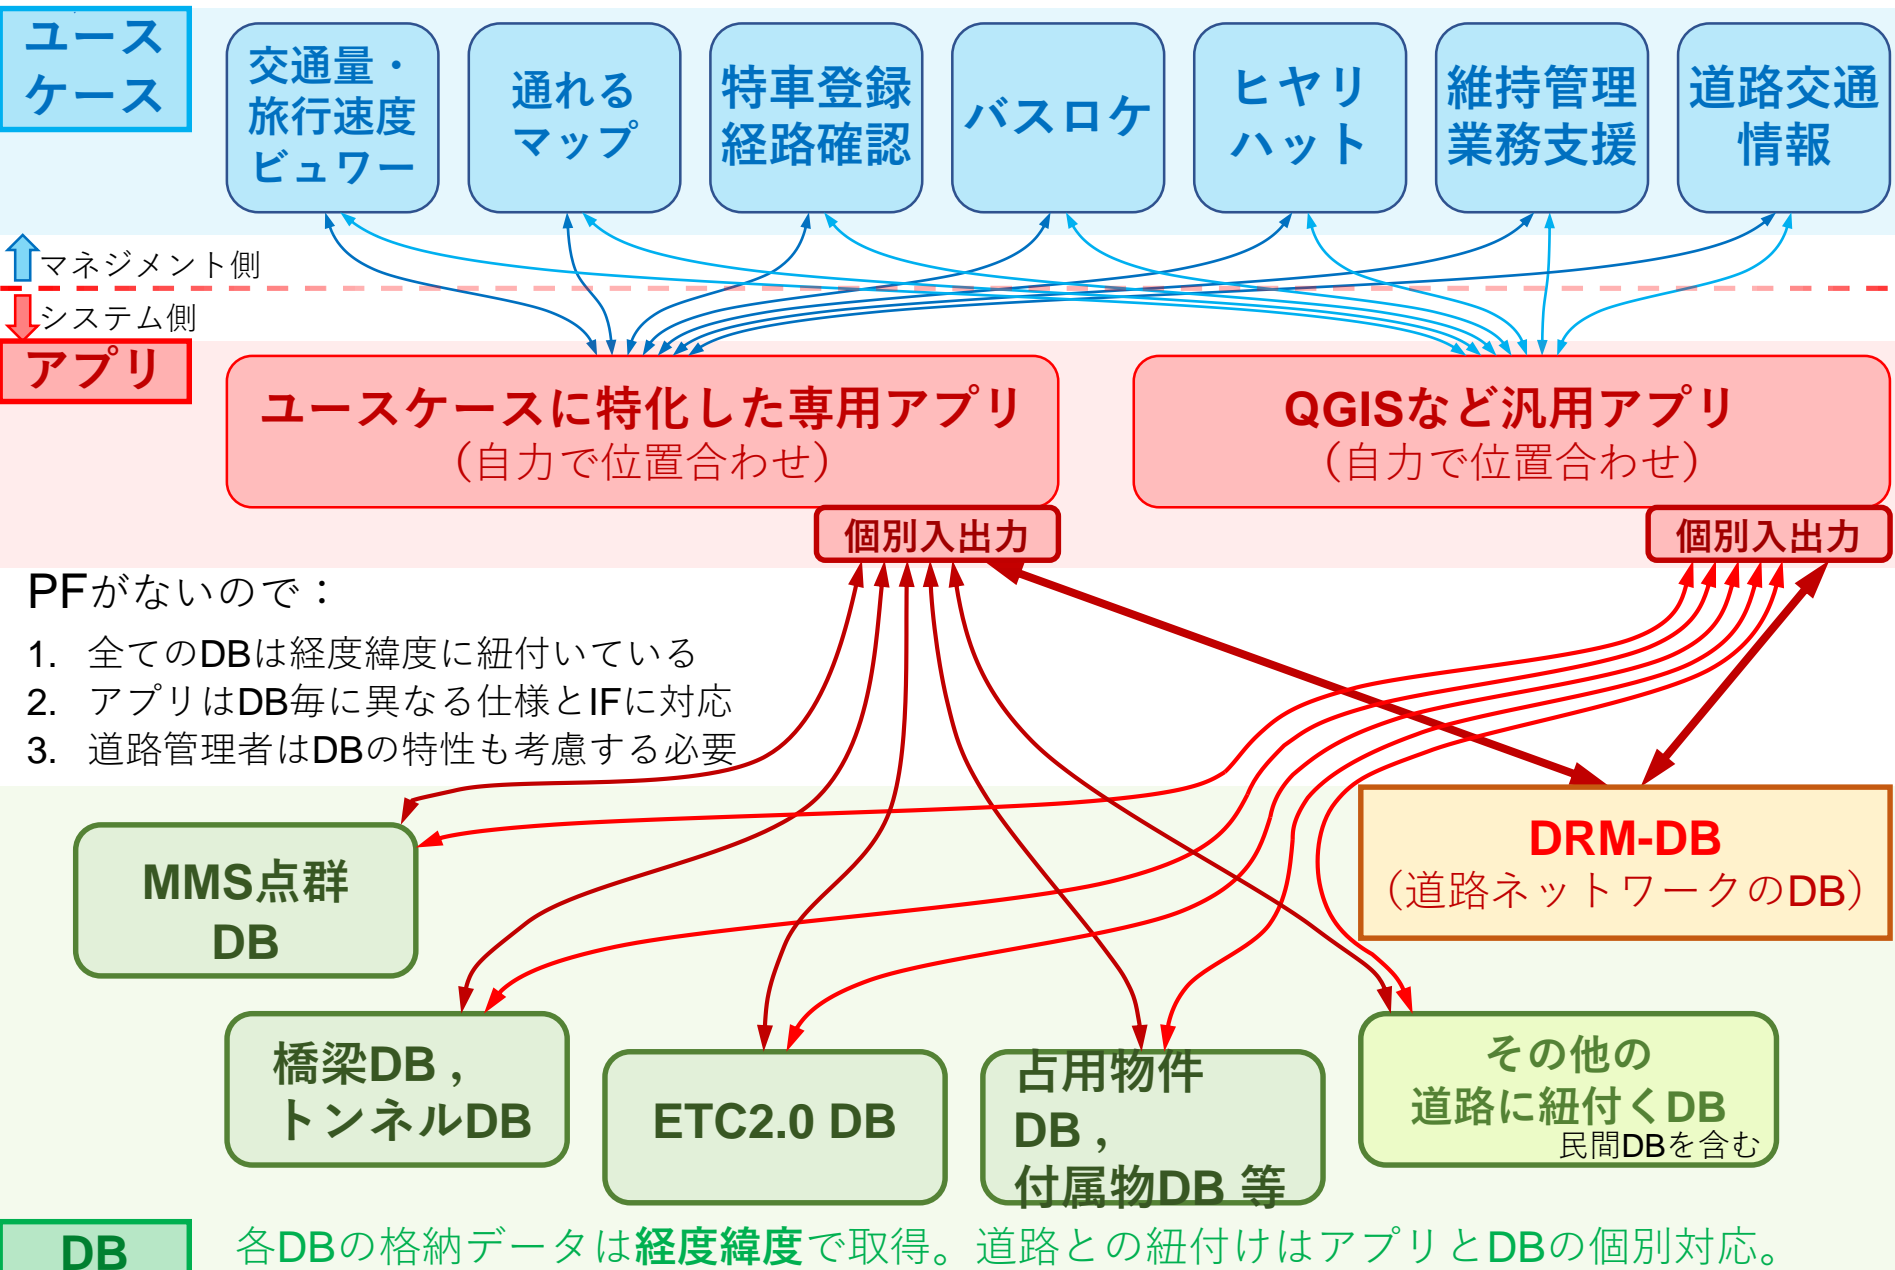 ユース
ケース
交通量・
旅行速度
ビュワー
通れる
マップ
特車登録
経路確認
バスロケ
ヒヤリ
ハット
維持管理
業務支援
道路交通
情報
マネジメント側
システム側
アプリ
ユースケースに特化した専用アプリ
（自力で位置合わせ）
QGISなど汎用アプリ
（自力で位置合わせ）
個別入出力
個別入出力
PFがないので：
1. 全てのDBは経度緯度に紐付いている
2. アプリはDB毎に異なる仕様とIFに対応
3. 道路管理者はDBの特性も考慮する必要
DRM-DB
（道路ネットワークのDB）
MMS点群
DB
橋梁DB，
トンネルDB
ETC2.0 DB
占用物件
DB，
付属物DB 等
その他の
道路に紐付くDB
民間DBを含む
DB
各DBの格納データは経度緯度で取得。道路との紐付けはアプリとDBの個別対応。